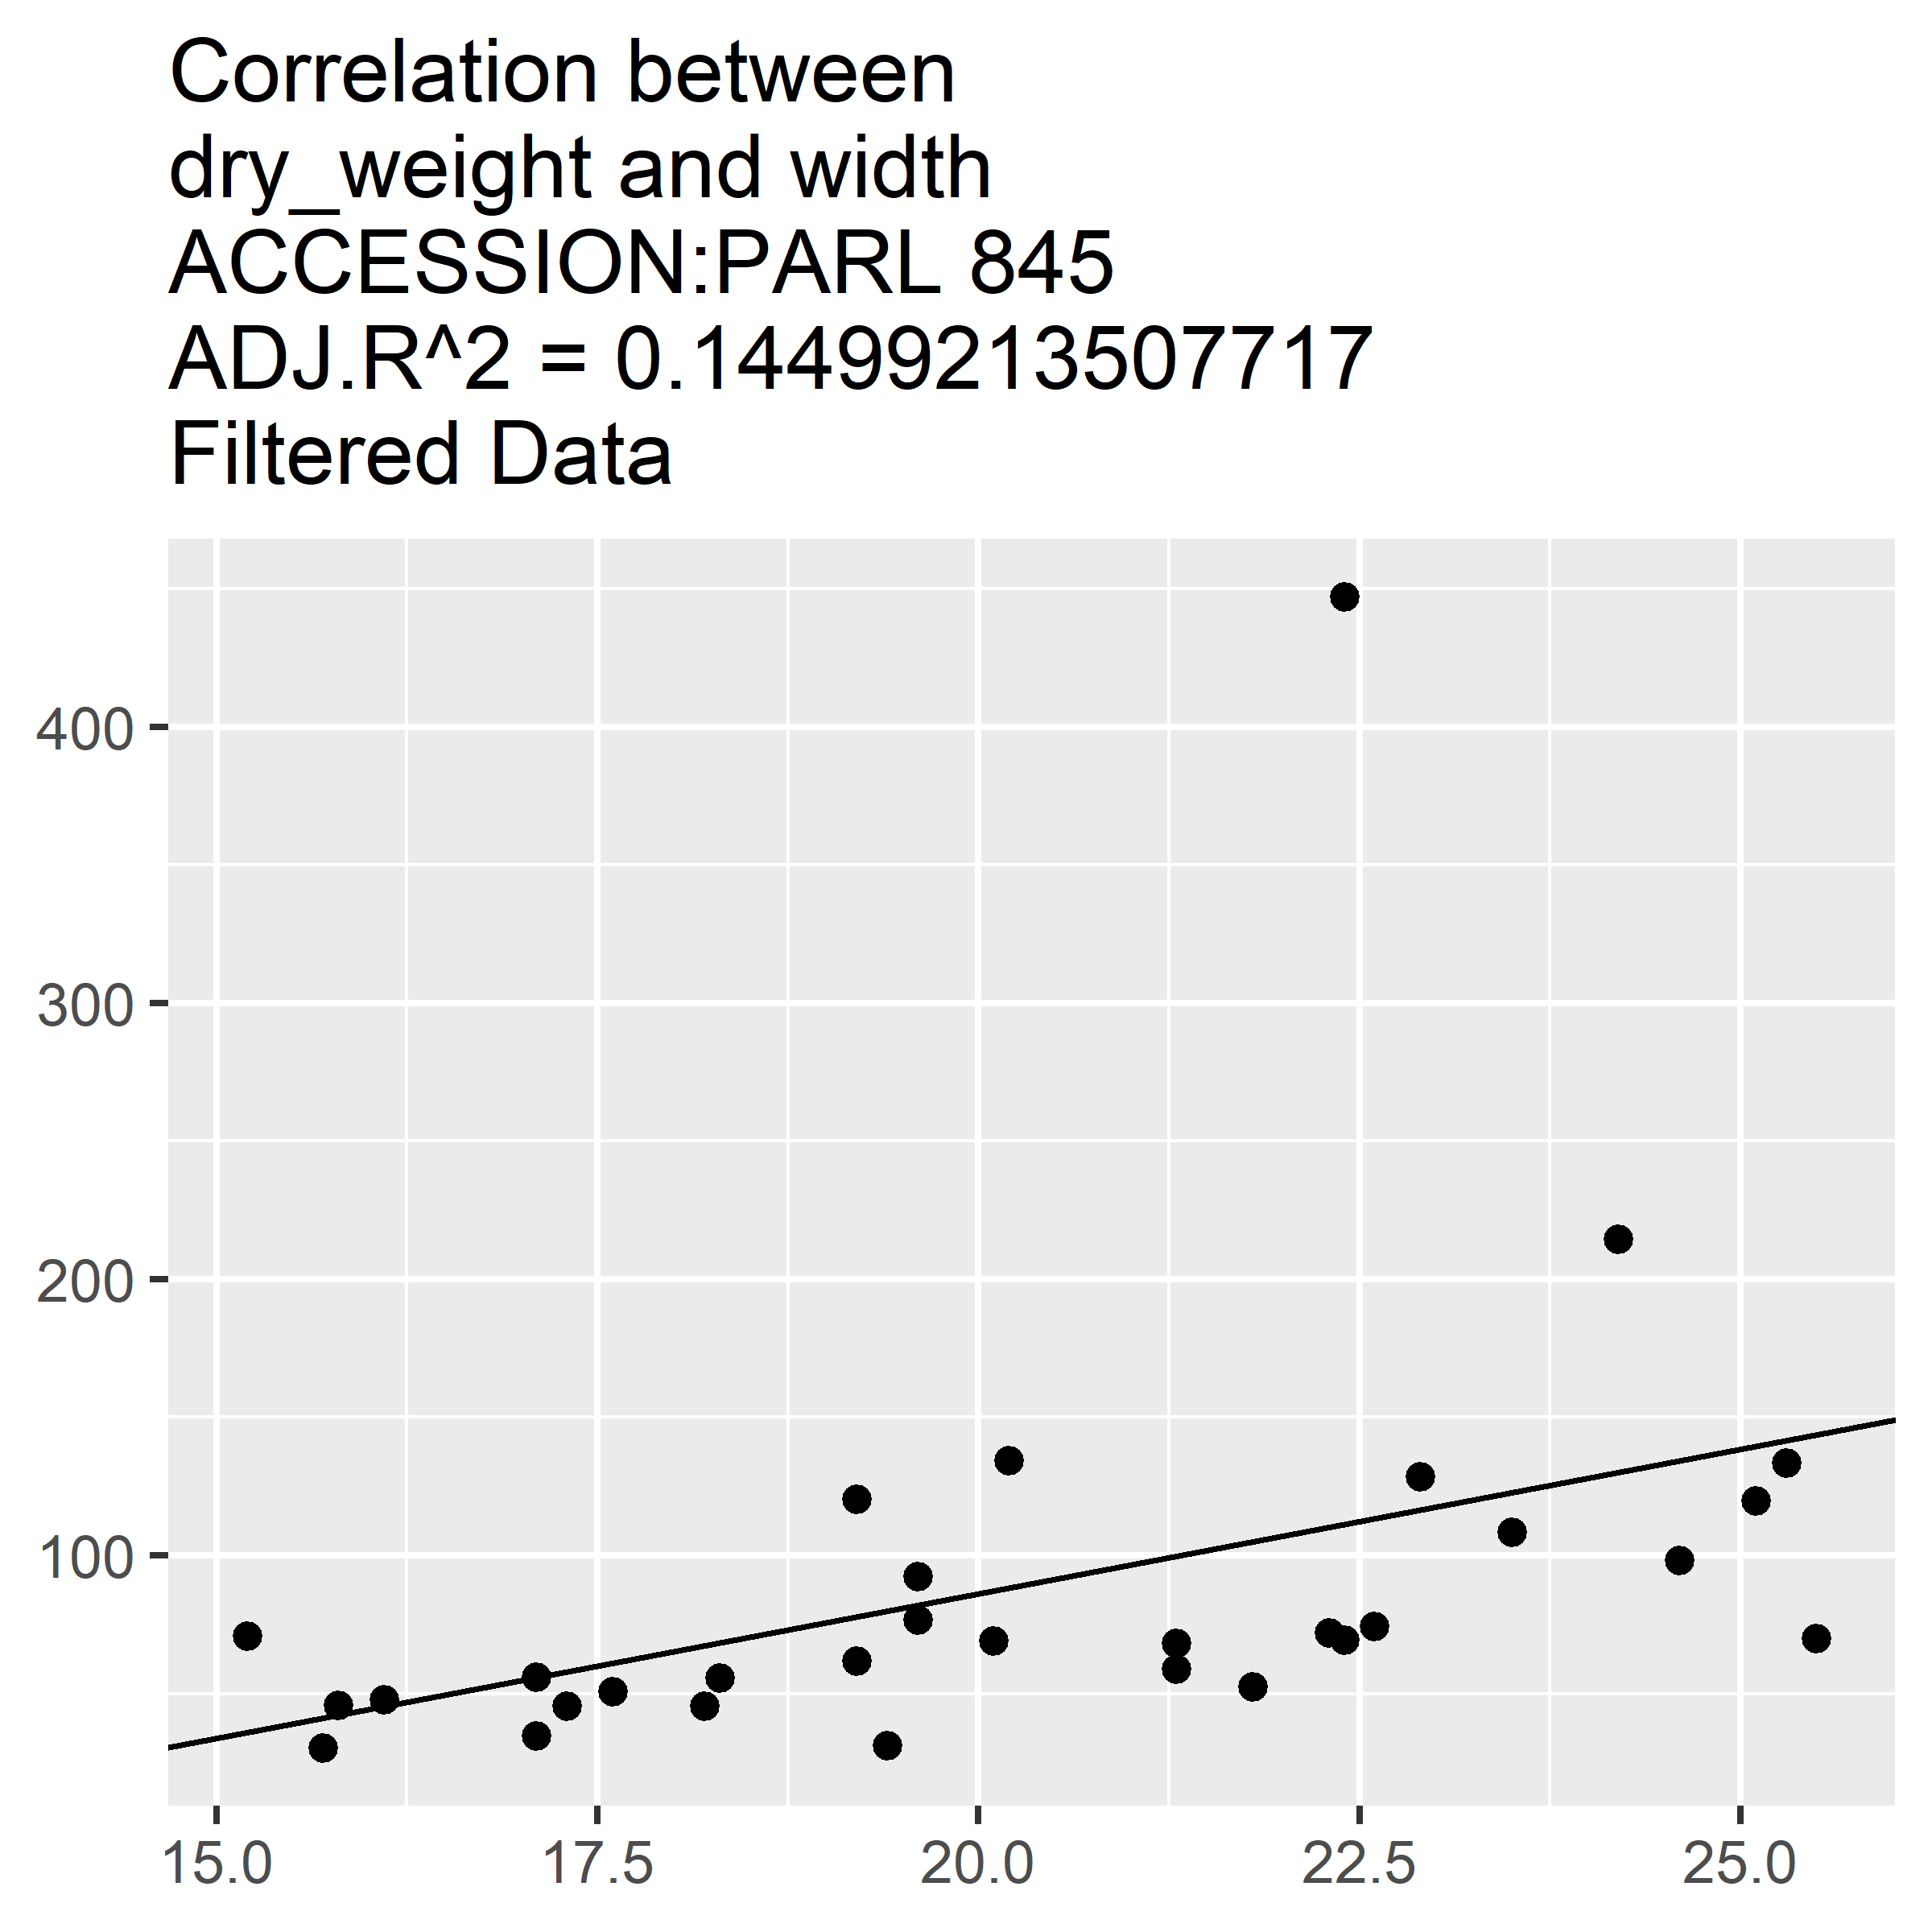 Correlation between
dry_weight and width
ACCESSION:PARL 845
ADJ.R^2 = 0.14499213507717
Filtered Data
400
300
200
100
15.0 17.5 20.0 22.5 25.0